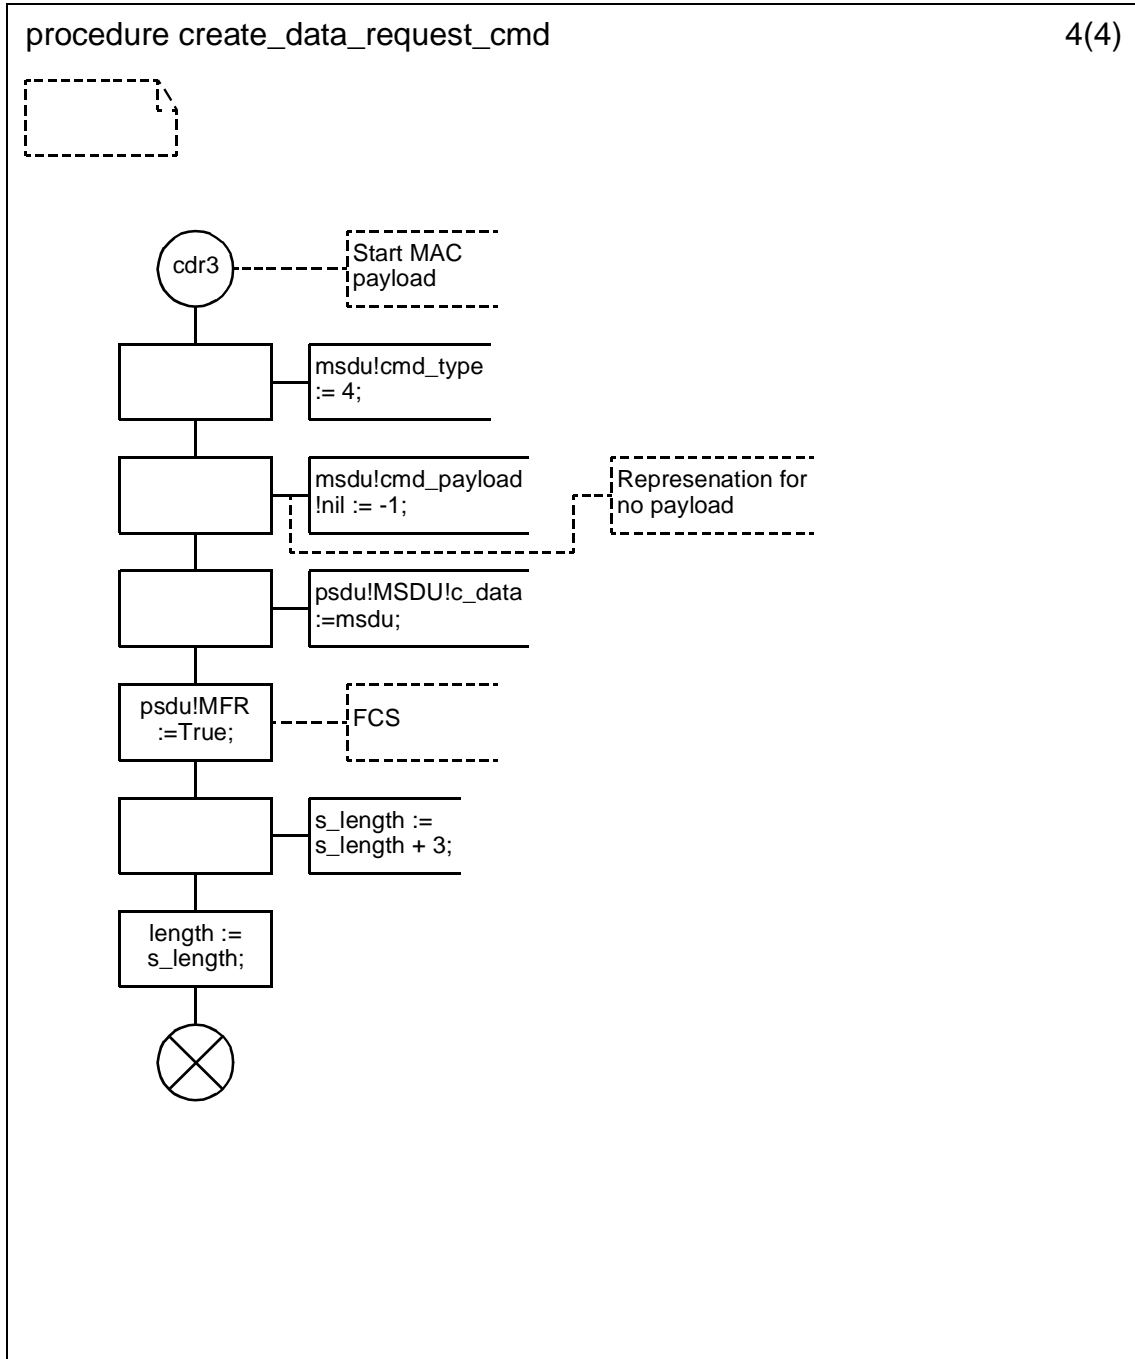 procedure create_data_request_cmd
4(4)
cdr3
Start MAC
payload
msdu!cmd_type
:= 4;
msdu!cmd_payload
!nil := -1;
Represenation for
no payload
psdu!MSDU!c_data
:=msdu;
psdu!MFR
:=True;
FCS
s_length :=
s_length + 3;
length :=
s_length;